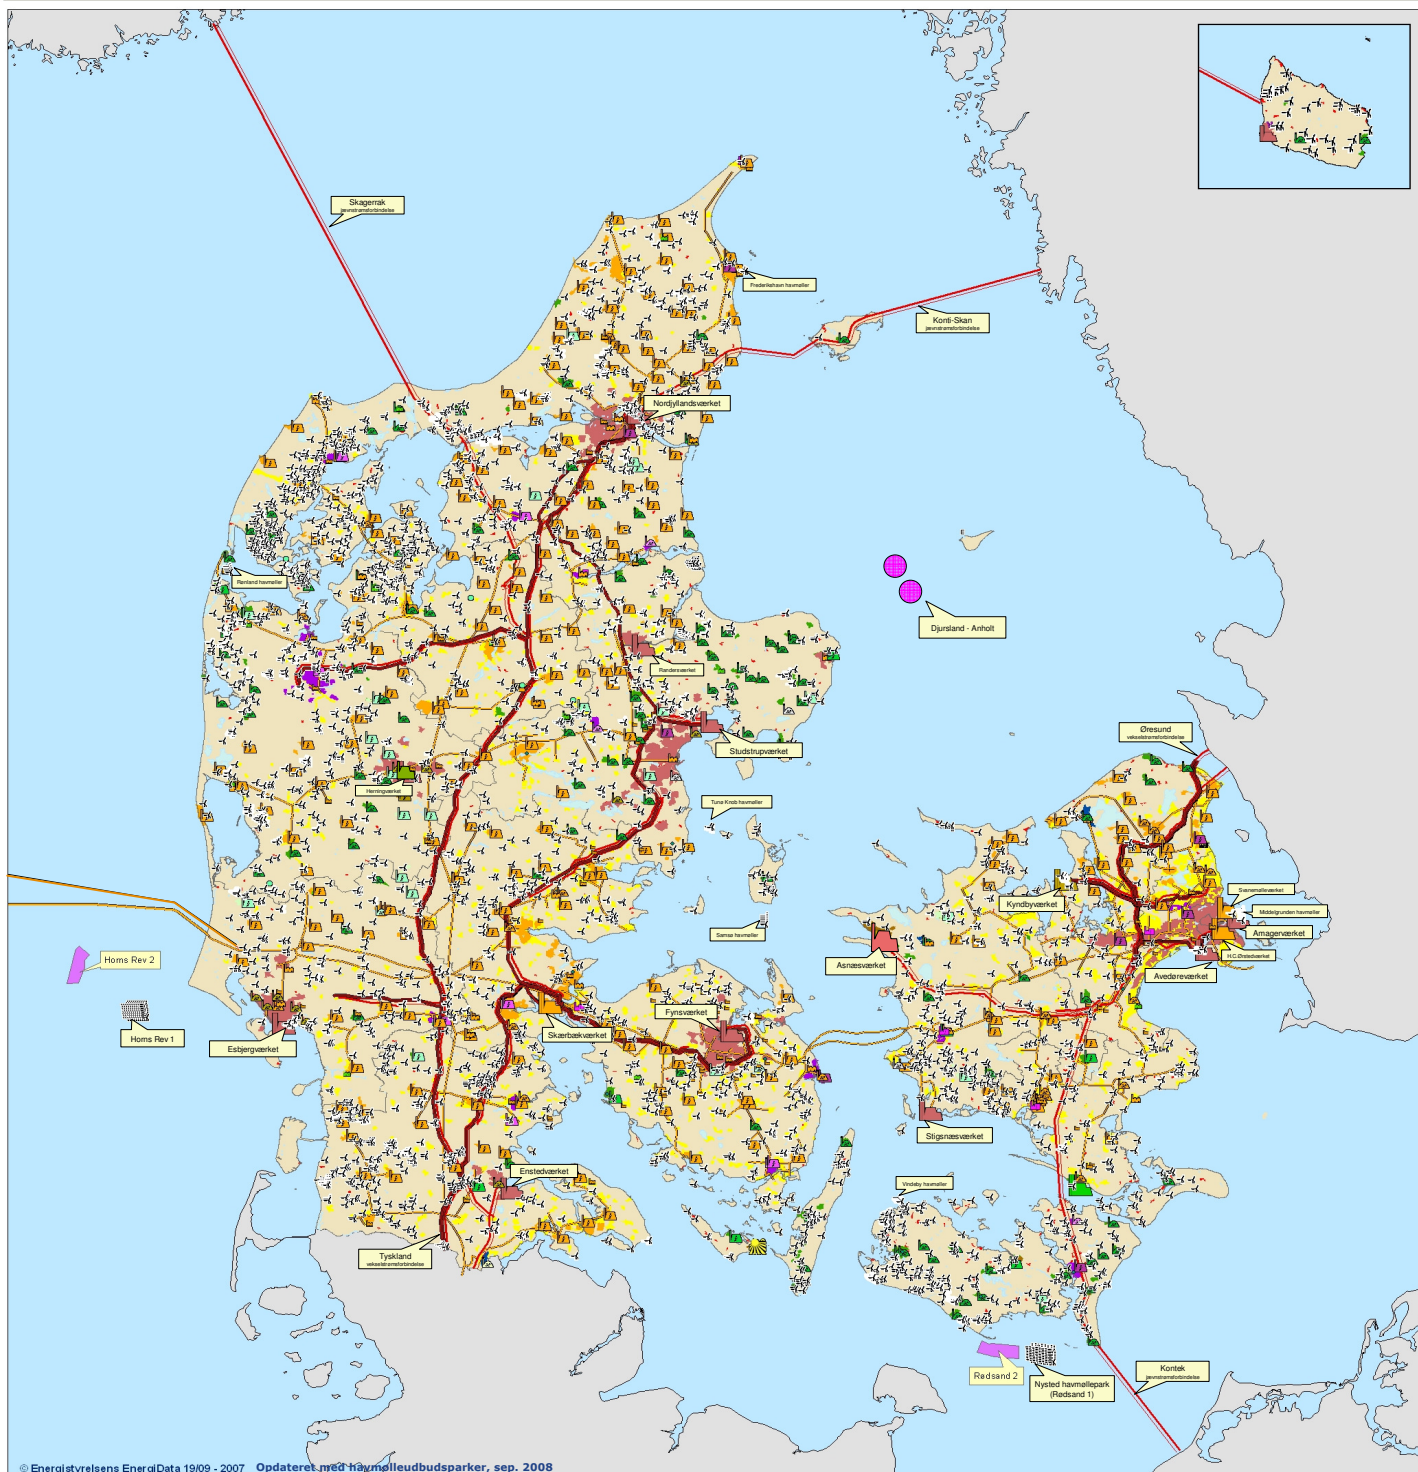 Skagerrak
jævnstrømsforbindelse
Frederikshavn havmøller
Konti-Skan
jævnstrømsforbindelse
Nordjyllandsværket
Rønland havmøller
Djursland - Anholt
Randersværket
Øresund
vekselstrømsforbindelse
Studstrupværket
Herningværket
Tunø Knob havmøller
Svanemølleværket
Kyndbyværket
Middelgrunden havmøller
Amagerværket
Samsø havmøller
H.C.Ørstedværket
Horns Rev 2
Asnæsværket
Avedøreværket
Fynsværket
Horns Rev 1
Skærbækværket
Esbjergværket
Stigsnæsværket
Enstedværket
Vindeby havmøller
Tyskland
vekselstrømsforbindelse
Kontek
jævnstrømsforbindelse
Rødsand 2
Nysted havmøllepark
(Rødsand 1)
© Energistyrelsens EnergiData 19/09 - 2007 Opdateret med havmølleudbudsparker, sep. 2008